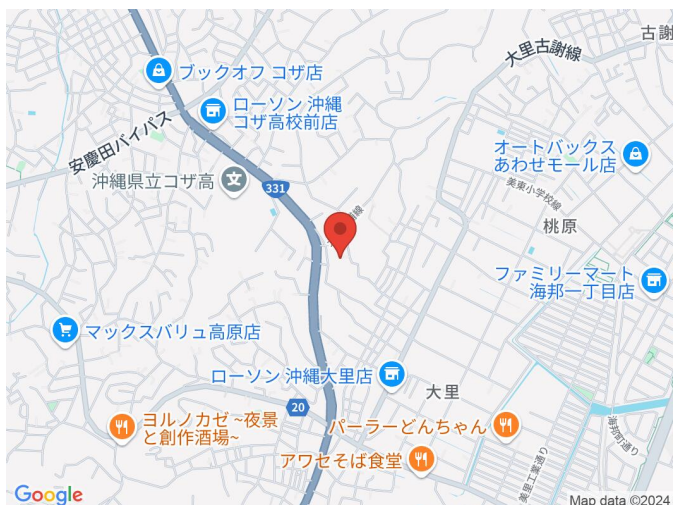 古謝
大里古謝線
ブックオフ コザ店
ローソン 沖縄
コザ高校前店
安慶田バイパス
オートバックス
あわせモール店
沖縄県立コザ高
331
美東小学校線
桃原
ファミリーマート
海邦一丁目店
マックスバリュ高原店
ローソン 沖縄大里店
大里
20
ヨルノカゼ ~夜景
と創作酒場~
パーラーどんちゃん
アワセそば食堂
海邦町通り
美里工業通り
Google
Map data ©2024